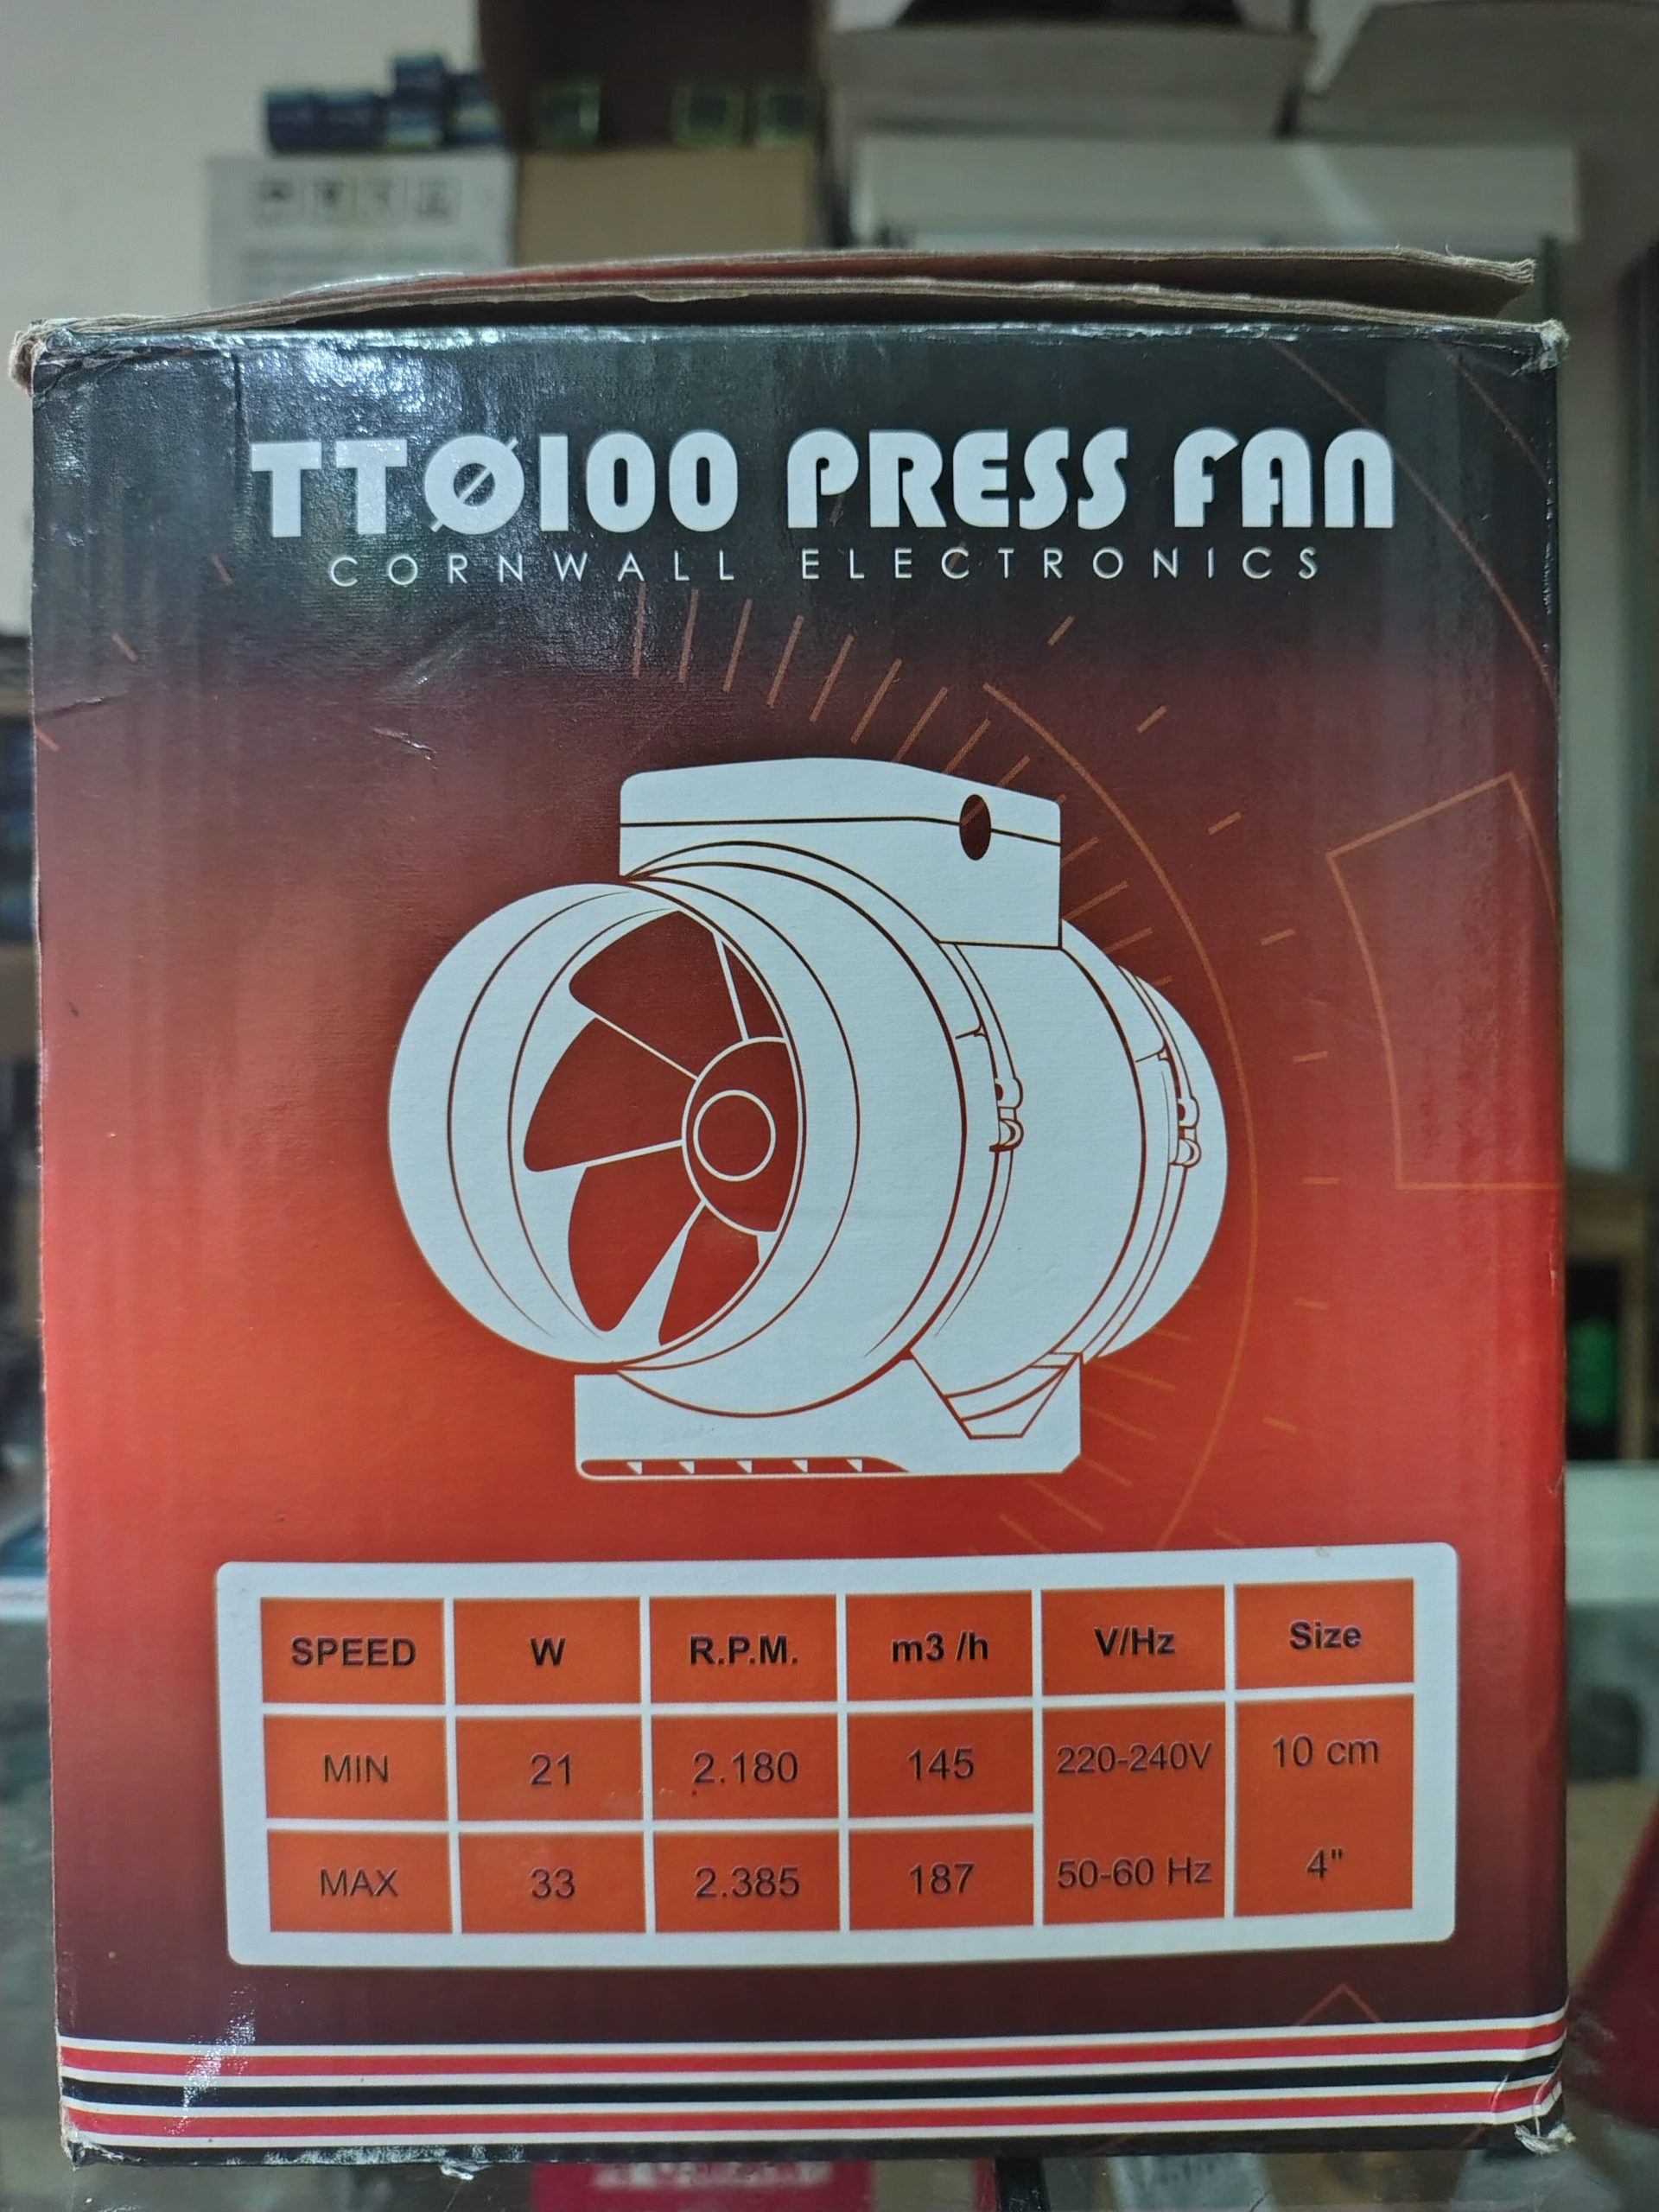 TTØ100 PRESS FAN
CORNWALL ELECTRONICS
SPEED W R.P.M. m3 /h V/Hz Size
MIN 21 2.180 145 220-240V 10 cm
MAX 33 2.385 187 50-60 Hz 4"